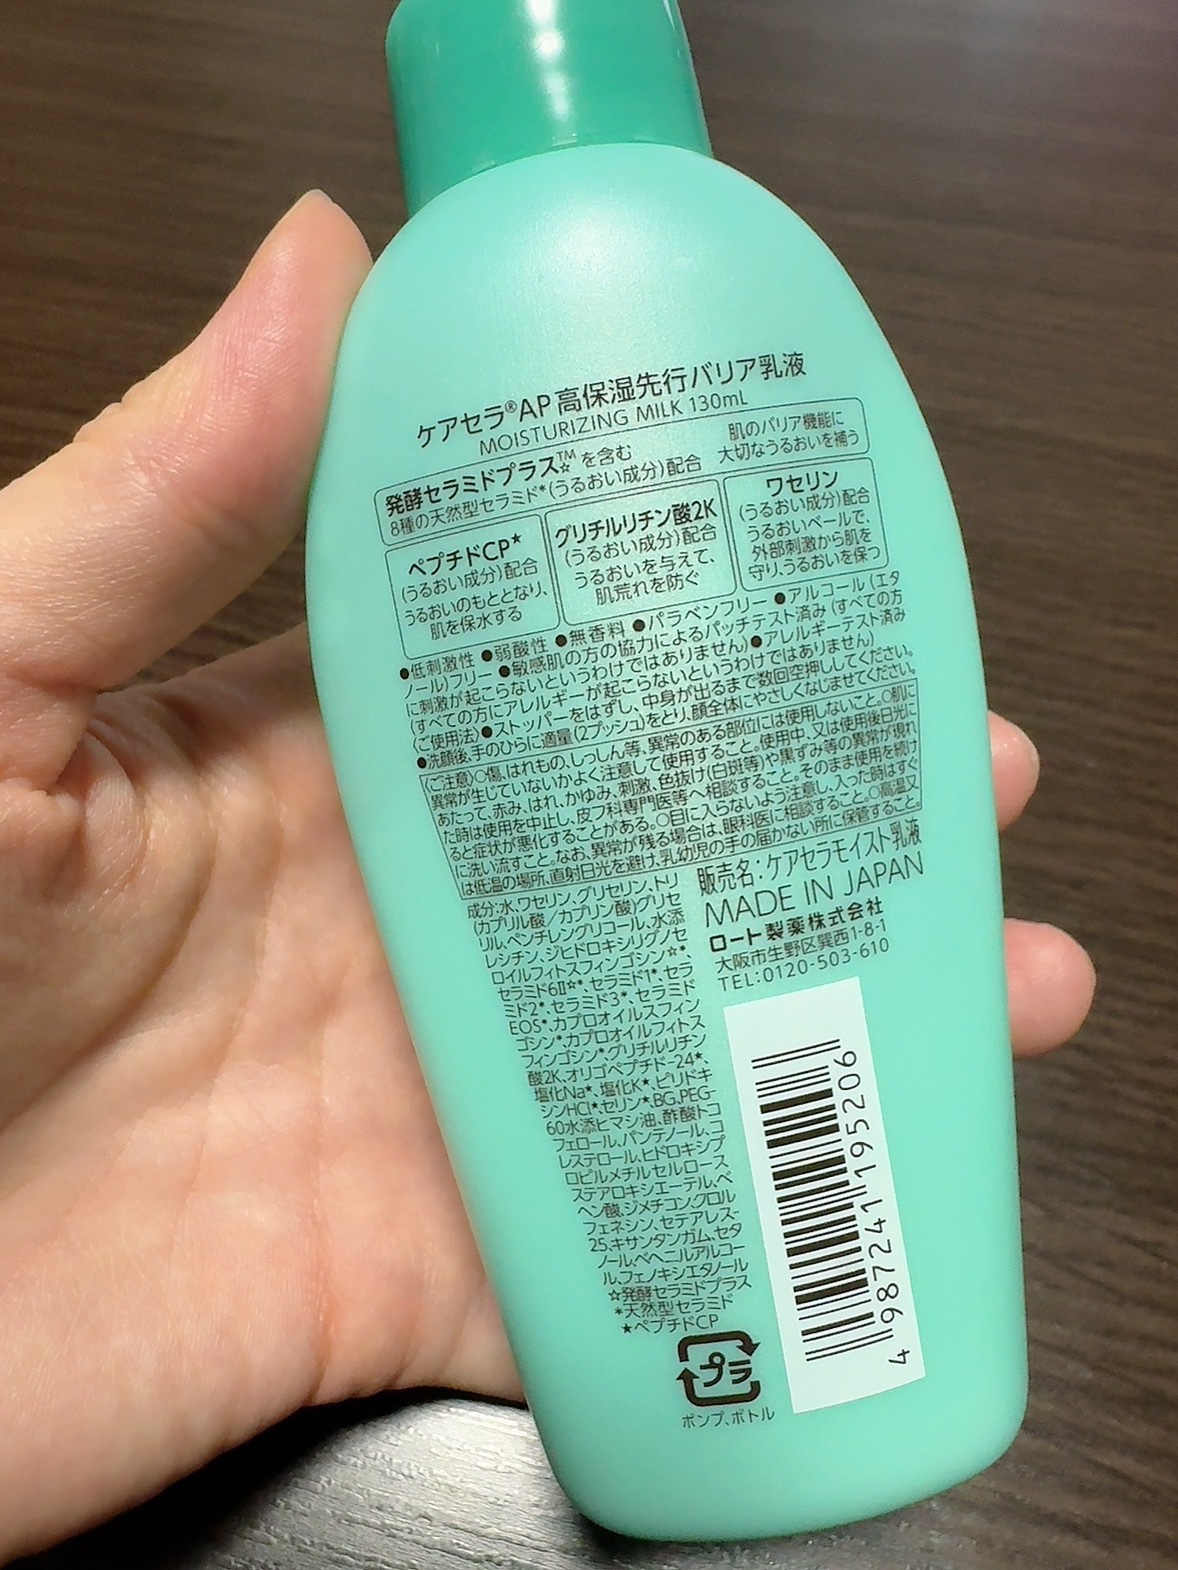 ケアセラ®AP高保湿先行バリア乳液
MOISTURIZING MILK 130mL
発酵セラミドプラス™☆を含む
8種の天然型セラミド*(うるおい成分)配合
肌のバリア機能に
大切なうるおいを補う
ペプチドCP★
(うるおい成分)配合
うるおいのもととなり、
肌を保水する
グリチルリチン酸2K
(うるおい成分)配合
うるおいを与えて、
肌荒れを防ぐ
ワセリン
(うるおい成分)配合
うるおいベールで、
外部刺激から肌を
守り、うるおいを保つ
●低刺激性 ●弱酸性 ●無香料 ●パラベンフリー ●アルコール(エタ
ノール)フリー ●敏感肌の方の協力によるパッチテスト済み(すべての方
に刺激が起こらないというわけではありません) ●アレルギーテスト済み
(すべての方にアレルギーが起こらないというわけではありません)
〈ご使用法〉●ストッパーをはずし、中身が出るまで数回空押ししてください。
●洗顔後、手のひらに適量(2プッシュ)をとり、顔全体にやさしくなじませてください。
〈ご注意〉○傷、はれもの、しっしん等、異常のある部位には使用しないこと。○肌に
異常が生じていないかよく注意して使用すること。使用中、又は使用後日光に
あたって、赤み、はれ、かゆみ、刺激、色抜け(白斑等)や黒ずみ等の異常が現れ
た時は使用を中止し、皮フ科専門医等へ相談すること。そのまま使用を続け
ると症状が悪化することがある。○目に入らないよう注意し、入った時はすぐ
に洗い流すこと。なお、異常が残る場合は、眼科医に相談すること。○高温又
は低温の場所、直射日光を避け、乳幼児の手の届かない所に保管すること。
成分:水、ワセリン、グリセリン、トリ
(カプリル酸/カプリン酸)グリセ
リル、ペンチレングリコール、水添
レシチン、ジヒドロキシリグノセ
ロイルフィトスフィンゴシン☆*、
セラミド6II☆*、セラミド1*、セラ
ミド2*、セラミド3*、セラミド
EOS*、カプロオイルスフィン
ゴシン*、カプロオイルフィトス
フィンゴシン*、グリチルリチン
酸2K、オリゴペプチド-24★、
塩化Na★、塩化K★、ピリドキ
シンHCl★、セリン★、BG、PEG-
60水添ヒマシ油、酢酸トコ
フェロール、パンテノール、コ
レステロール、ヒドロキシプ
ロピルメチルセルロース
ステアロキシエーテル、ベ
ヘン酸、ジメチコン、クロル
フェネシン、セテアレス-
25、キサンタンガム、セタ
ノール、ベヘニルアルコー
ル、フェノキシエタノール
☆発酵セラミドプラス
*天然型セラミド
★ペプチドCP
販売名:ケアセラモイスト乳液
MADE IN JAPAN
ロート製薬株式会社
大阪市生野区巽西1-8-1
TEL:0120-503-610
4 987241 195206
プラ
ポンプ、ボトル